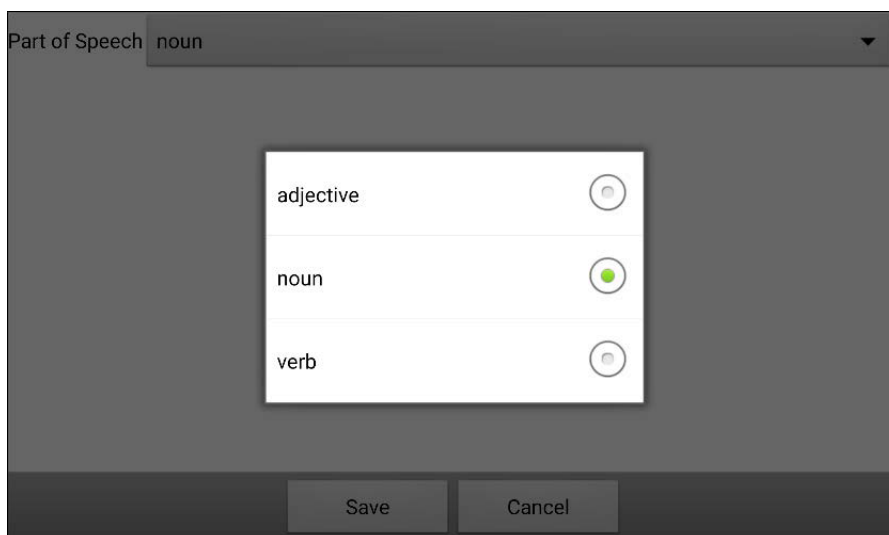 Part of Speech noun
adjective
noun
verb
Save Cancel